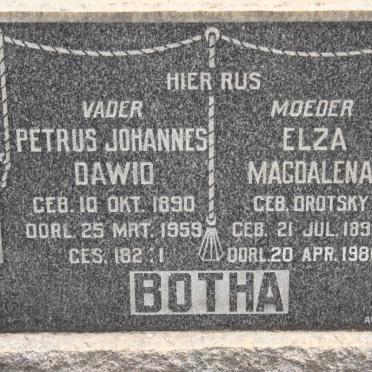 HIER RUS
VADER
PETRUS JOHANNES
DAWID
GEB. 10 OKT. 1890
OORL. 25 MRT. 1959
GES. 182 : 1
MOEDER
ELZA
MAGDALENA
GEB. DROTSKY
GEB. 21 JUL. 189
OORL. 20 APR. 198
BOTHA